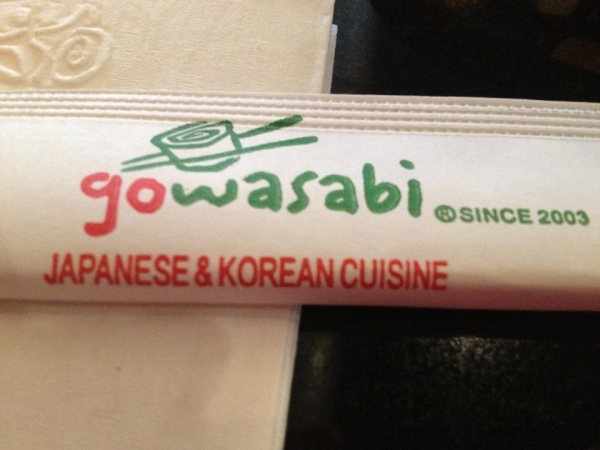 gowasabi ® SINCE 2003
JAPANESE & KOREAN CUISINE